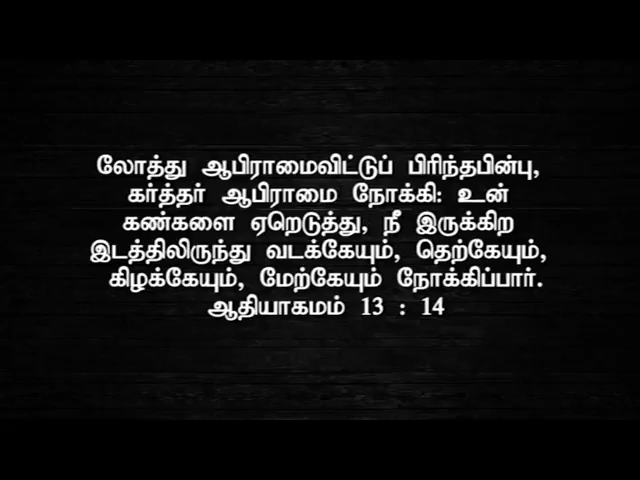 லோத்து ஆபிராமைவிட்டுப் பிரிந்தபின்பு,
கர்த்தர் ஆபிராமை நோக்கி: உன்
கண்களை ஏறெடுத்து, நீ இருக்கிற
இடத்திலிருந்து வடக்கேயும், தெற்கேயும்,
கிழக்கேயும், மேற்கேயும் நோக்கிப்பார்.
ஆதியாகமம் 13 : 14